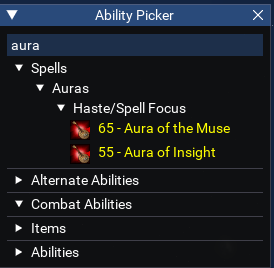 Ability Picker
aura
Spells
Auras
Haste/Spell Focus
65 - Aura of the Muse
55 - Aura of Insight
Alternate Abilities
Combat Abilities
Items
Abilities